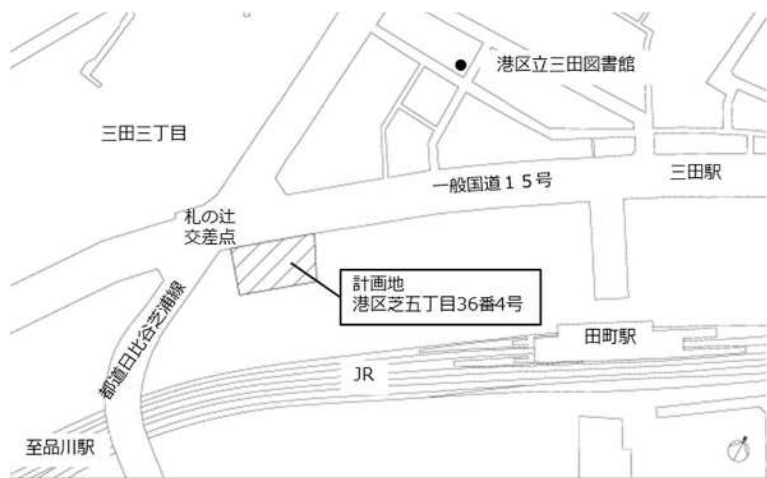 港区立三田図書館
三田三丁目
一般国道１５号
三田駅
札の辻
交差点
計画地
港区芝五丁目36番4号
都道日比谷芝浦線
田町駅
JR
至品川駅